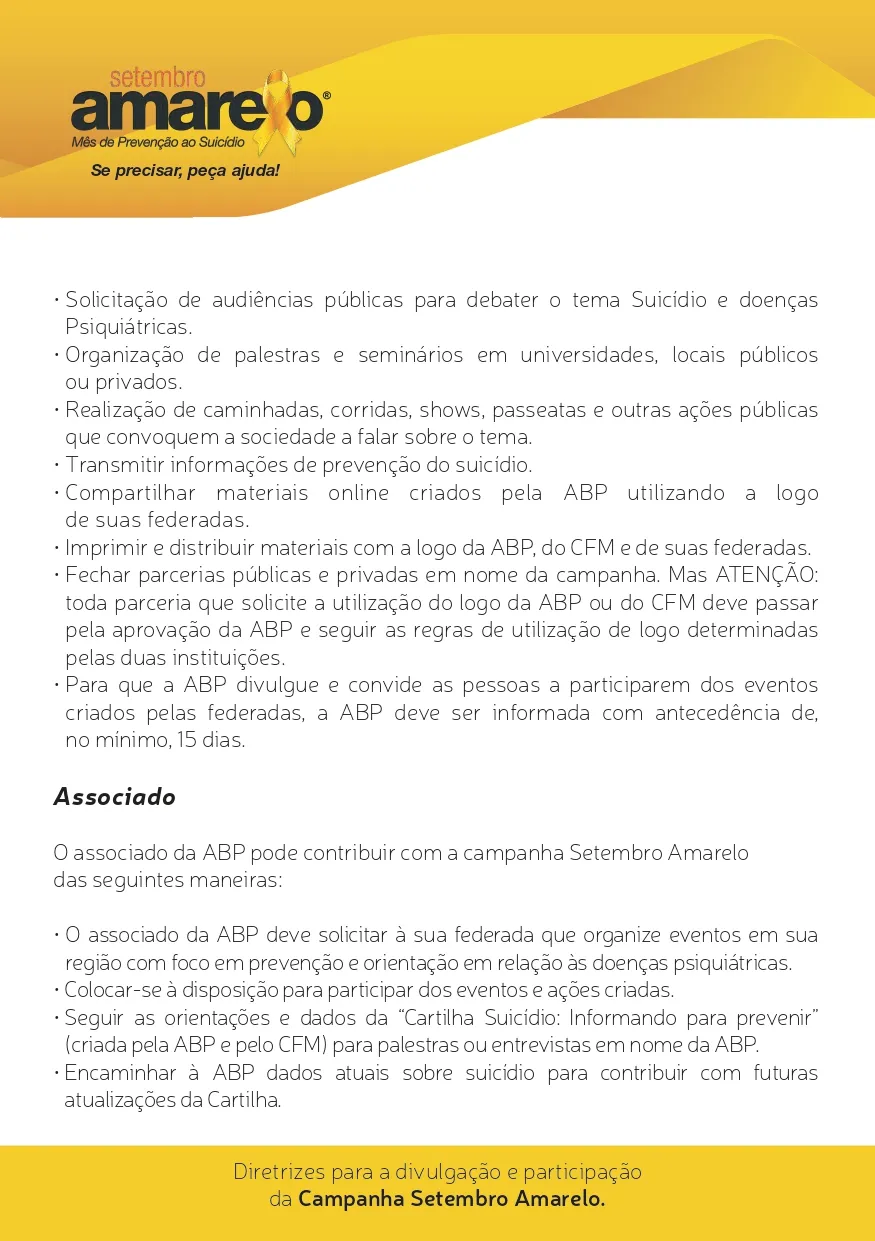 setembro
amarelo®
Mês de Prevenção ao Suicídio
Se precisar, peça ajuda!
• Solicitação de audiências públicas para debater o tema Suicídio e doenças
Psiquiátricas.
• Organização de palestras e seminários em universidades, locais públicos
ou privados.
• Realização de caminhadas, corridas, shows, passeatas e outras ações públicas
que convoquem a sociedade a falar sobre o tema.
• Transmitir informações de prevenção do suicídio.
• Compartilhar materiais online criados pela ABP utilizando a logo
de suas federadas.
• Imprimir e distribuir materiais com a logo da ABP, do CFM e de suas federadas.
• Fechar parcerias públicas e privadas em nome da campanha. Mas ATENÇÃO:
toda parceria que solicite a utilização do logo da ABP ou do CFM deve passar
pela aprovação da ABP e seguir as regras de utilização de logo determinadas
pelas duas instituições.
• Para que a ABP divulgue e convide as pessoas a participarem dos eventos
criados pelas federadas, a ABP deve ser informada com antecedência de,
no mínimo, 15 dias.
Associado
O associado da ABP pode contribuir com a campanha Setembro Amarelo
das seguintes maneiras:
• O associado da ABP deve solicitar à sua federada que organize eventos em sua
região com foco em prevenção e orientação em relação às doenças psiquiátricas.
• Colocar-se à disposição para participar dos eventos e ações criadas.
• Seguir as orientações e dados da “Cartilha Suicídio: Informando para prevenir”
(criada pela ABP e pelo CFM) para palestras ou entrevistas em nome da ABP.
• Encaminhar à ABP dados atuais sobre suicídio para contribuir com futuras
atualizações da Cartilha.
Diretrizes para a divulgação e participação
da Campanha Setembro Amarelo.